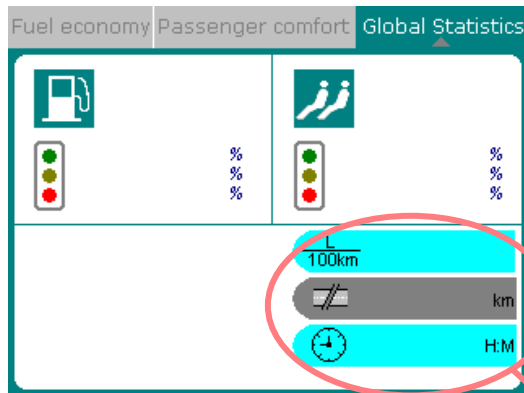 Fuel economy Passenger comfort Global Statistics
% %
% %
% %
L
100km
km
H:M